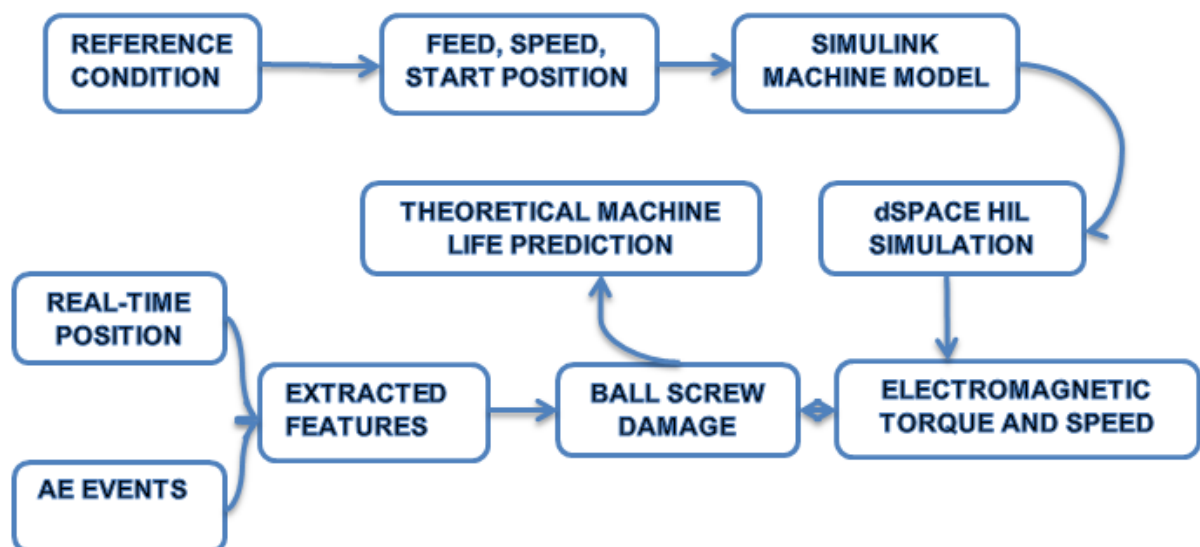 REFERENCE
CONDITION
FEED, SPEED,
START POSITION
SIMULINK
MACHINE MODEL
THEORETICAL MACHINE
LIFE PREDICTION
dSPACE HIL
SIMULATION
REAL-TIME
POSITION
EXTRACTED
FEATURES
BALL SCREW
DAMAGE
ELECTROMAGNETIC
TORQUE AND SPEED
AE EVENTS